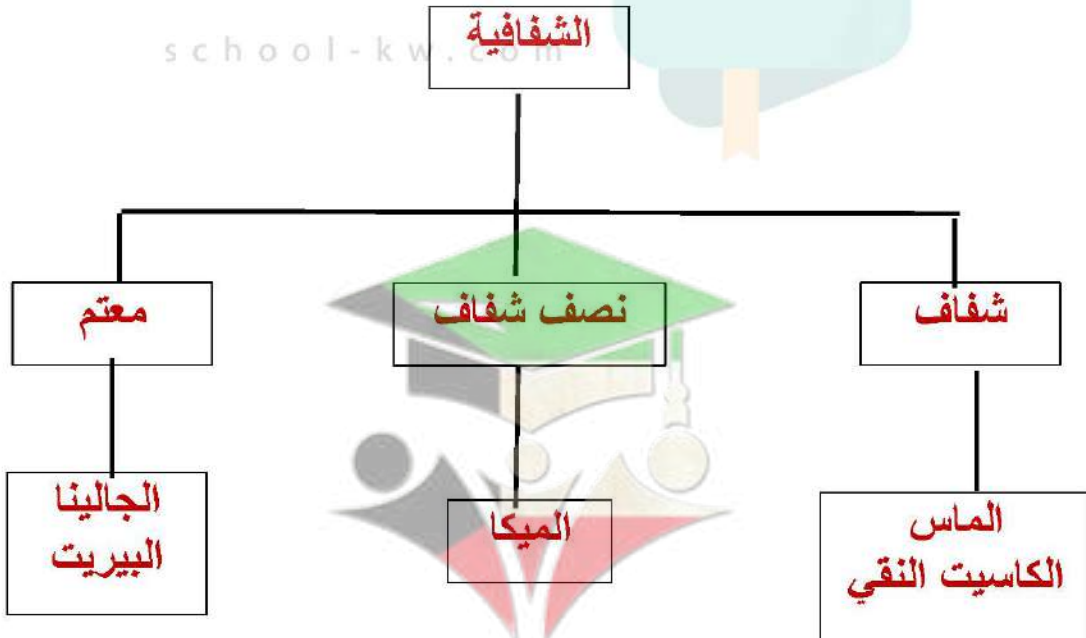 الشفافية
school-kw.com
شفاف
نصف شفاف
معتم
الماس
الكاسيت النقي
الميكا
الجالينا
البيريت